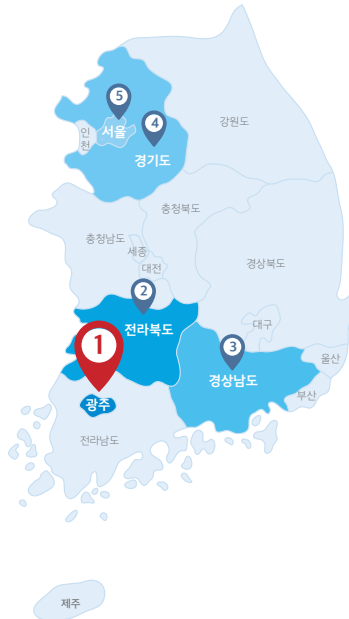 5
4
강원도
인
천
서울
경기도
충청북도
충청남도
세종
대전
경상북도
2
전라북도
대구
1
3
울산
경상남도
부산
광주
전라남도
제주